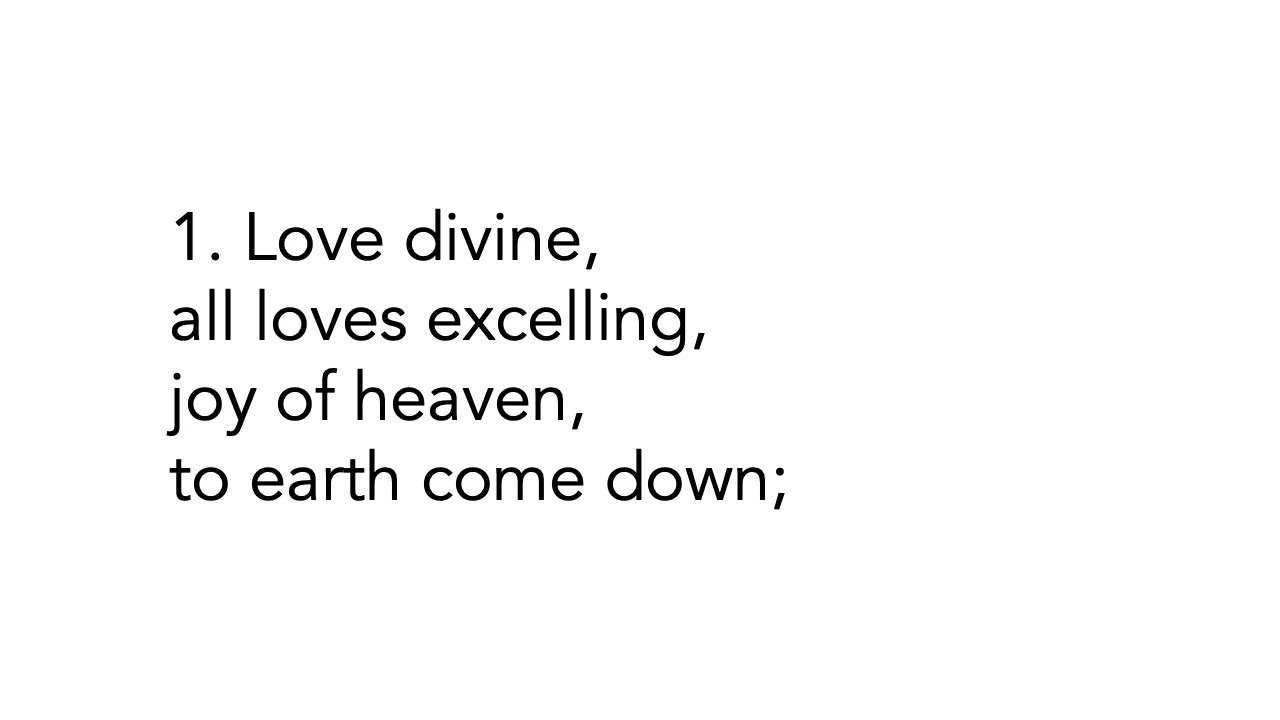 1. Love divine,
all loves excelling,
joy of heaven,
to earth come down;